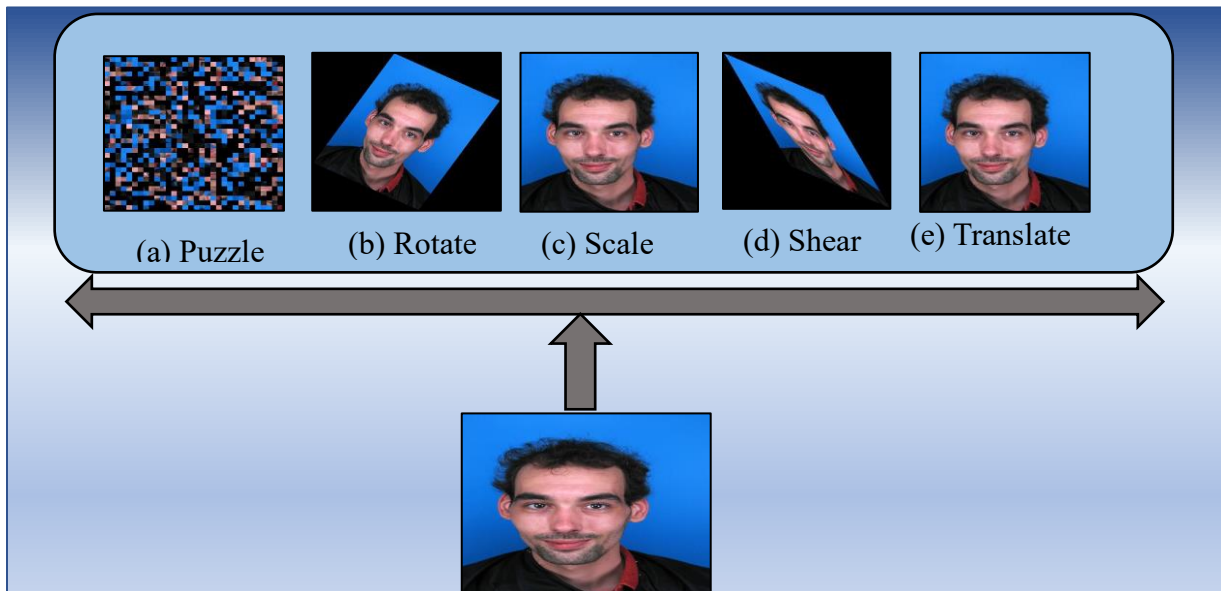 (a) Puzzle
(b) Rotate
(c) Scale
(d) Shear
(e) Translate